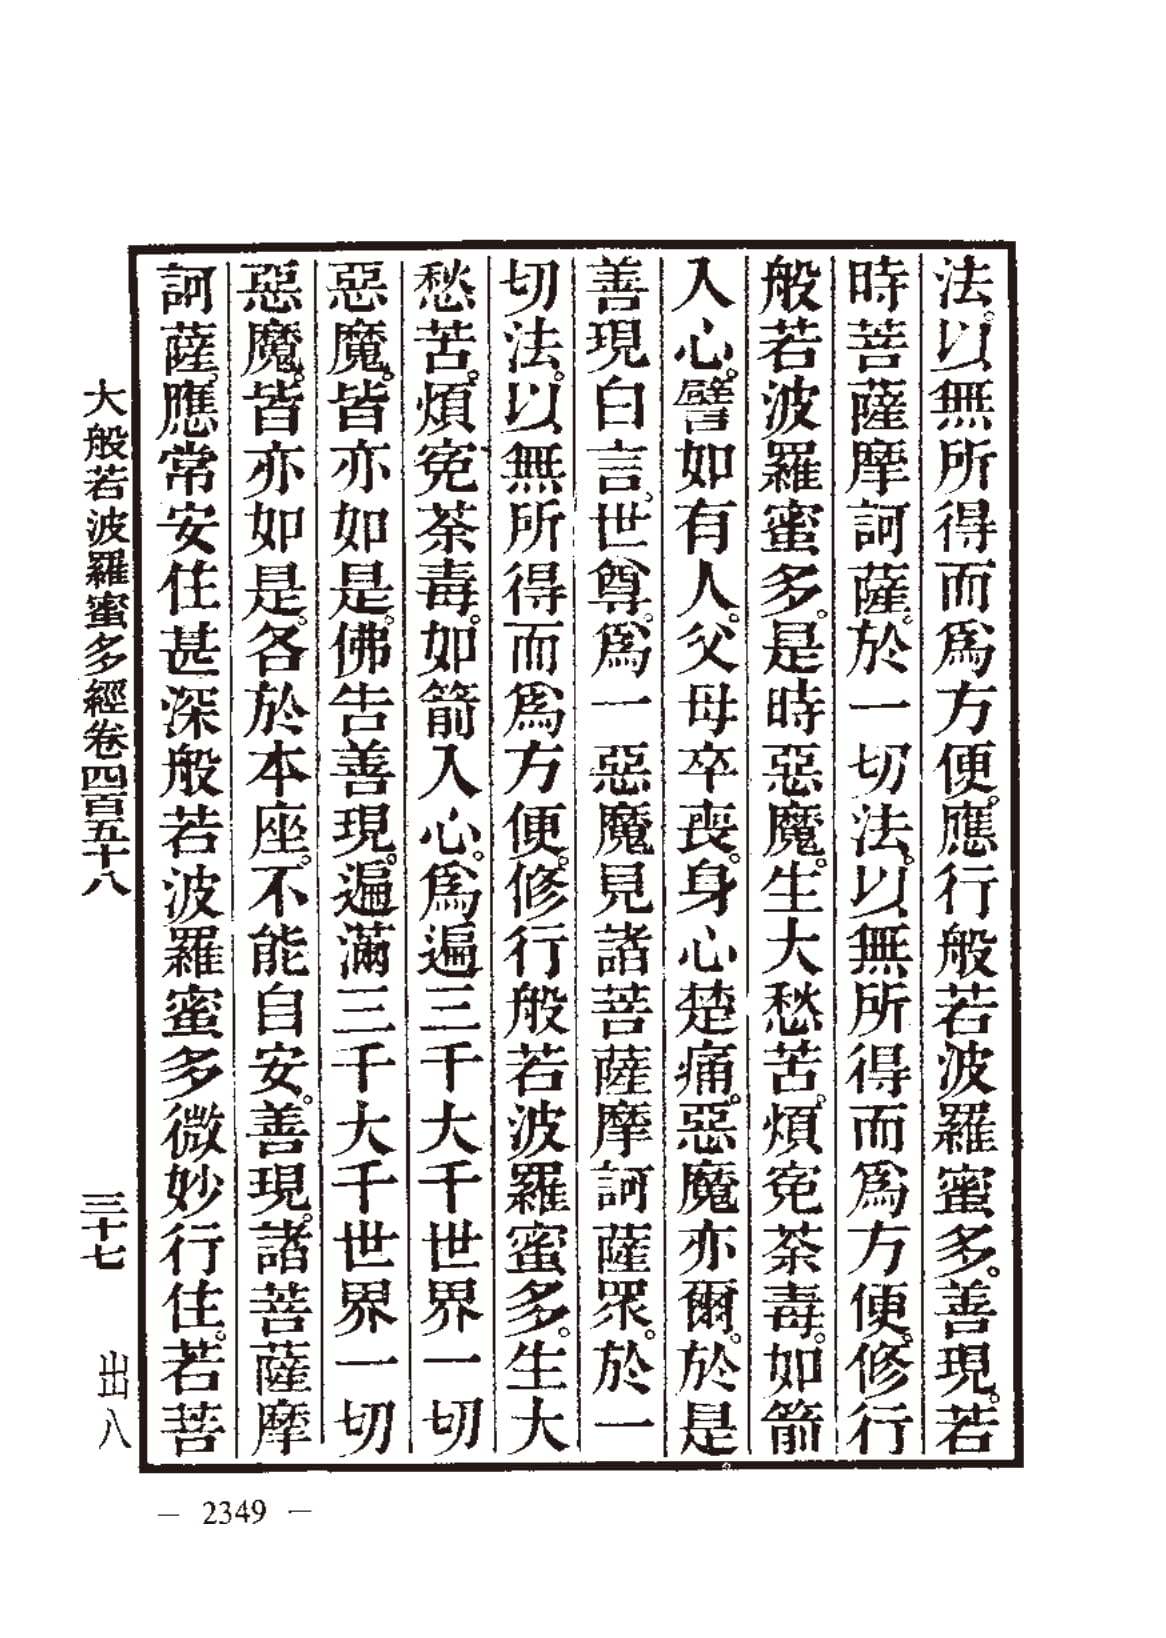 法。以無所得而爲方便。應行般若波羅蜜多。善現。若
時菩薩摩訶薩。於一切法。以無所得而爲方便。修行
般若波羅蜜多。是時惡魔。生大愁苦。煩寃荼毒。如箭
入心。譬如有人。父母卒喪。身心楚痛。惡魔亦爾。於是
善現白言。世尊。爲一惡魔見諸菩薩摩訶薩眾。於一
切法。以無所得而爲方便。修行般若波羅蜜多。生大
愁苦。煩寃荼毒。如箭入心。爲遍三千大千世界一切
惡魔。皆亦如是。佛告善現。遍滿三千大千世界一切
惡魔。皆亦如是。各於本座。不能自安。善現。諸菩薩摩
訶薩。應常安住甚深般若波羅蜜多微妙行住。若菩
大般若波羅蜜多經卷四百五十八 三十七 出八
— 2349 —